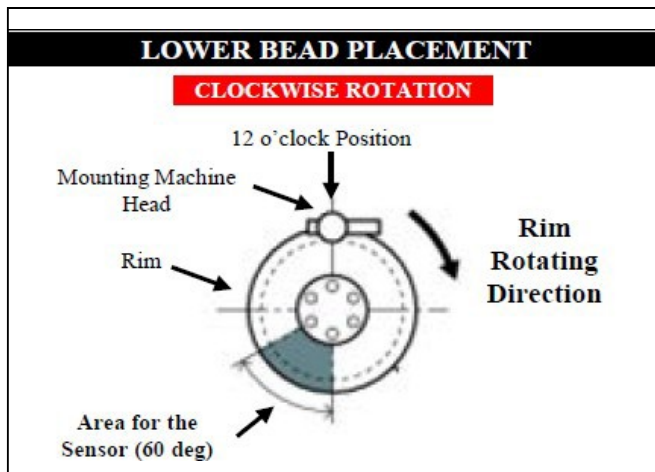 LOWER BEAD PLACEMENT
CLOCKWISE ROTATION
12 o'clock Position
Mounting Machine
Head
Rim
Rim
Rotating
Direction
Area for the
Sensor (60 deg)